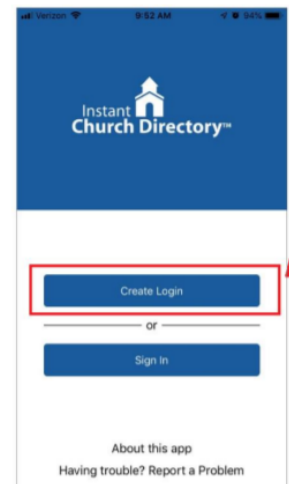 Verizon 9:52 AM 94%
Instant
Church Directory™
Create Login
or
Sign In
About this app
Having trouble? Report a Problem